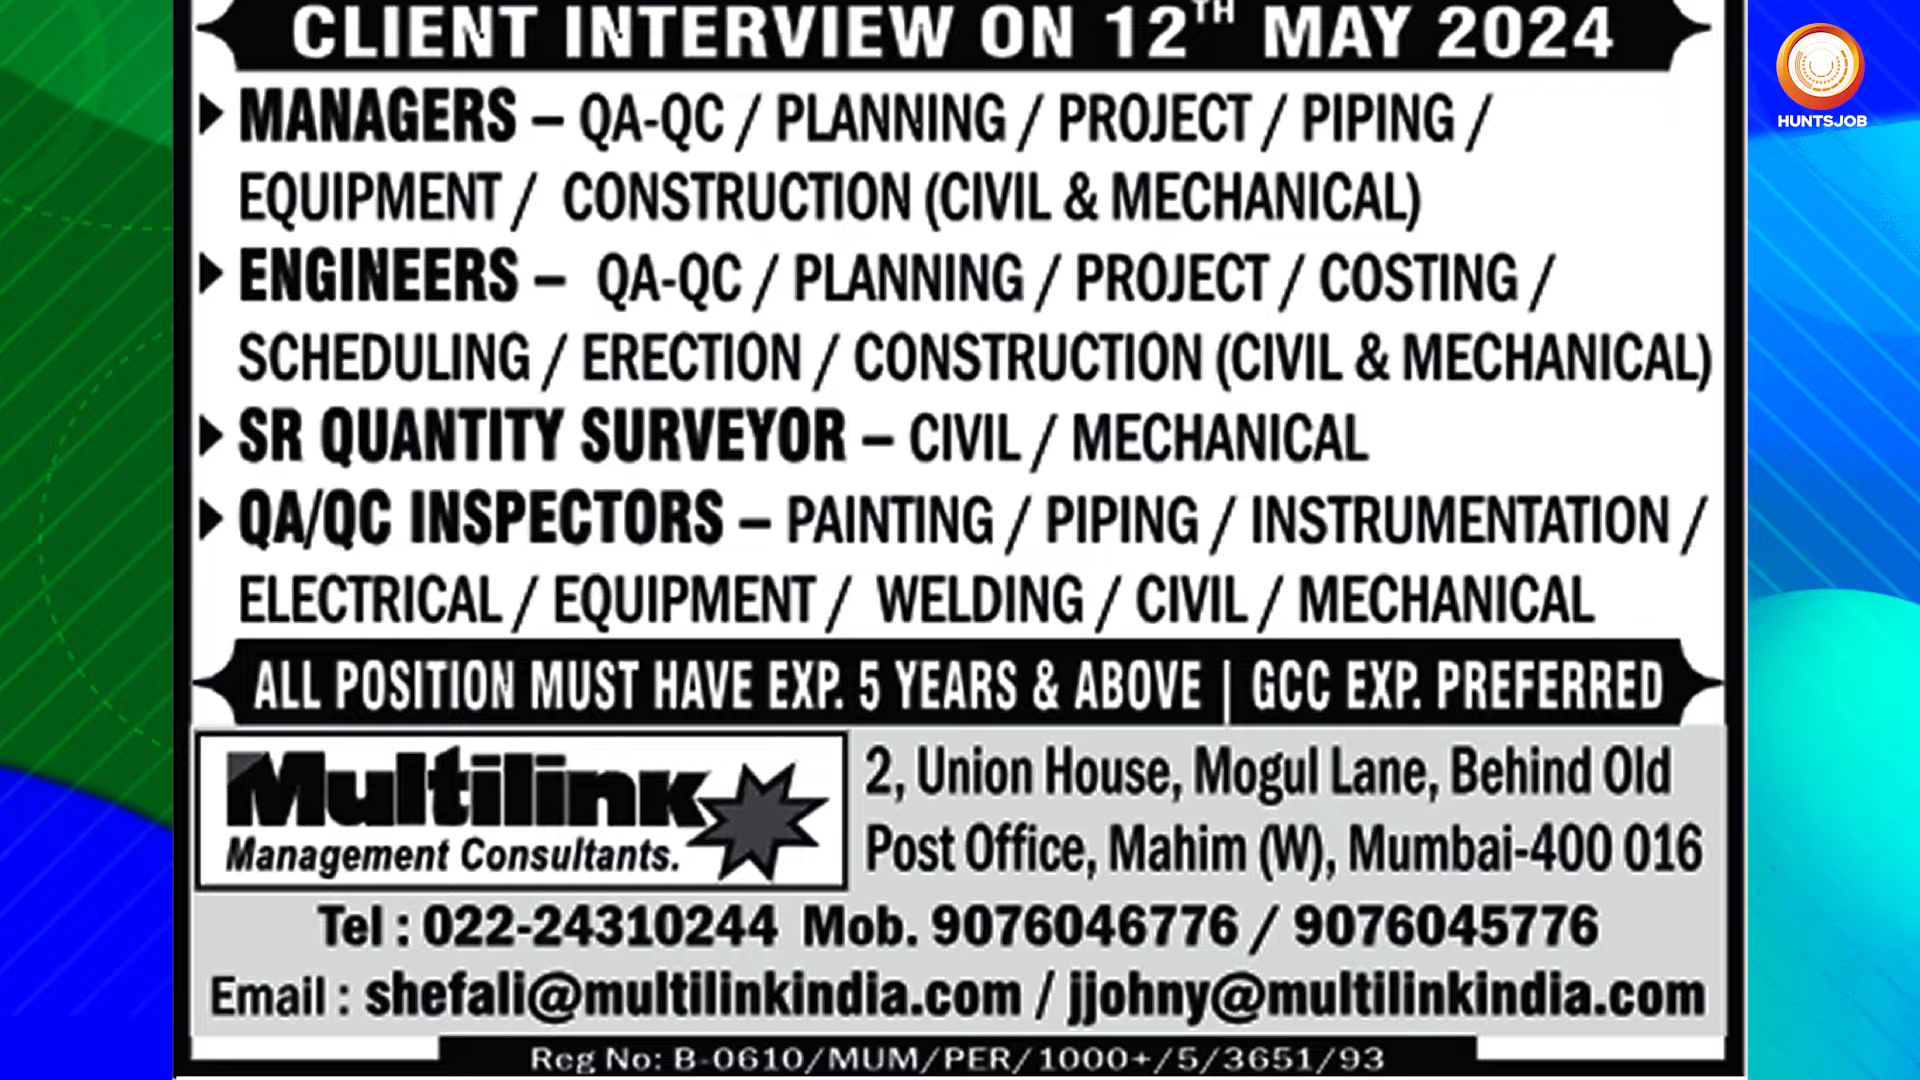 CLIENT INTERVIEW ON 12TH MAY 2024
HUNTSJOB
MANAGERS – QA-QC / PLANNING / PROJECT / PIPING /
EQUIPMENT / CONSTRUCTION (CIVIL & MECHANICAL)
ENGINEERS – QA-QC / PLANNING / PROJECT / COSTING /
SCHEDULING / ERECTION / CONSTRUCTION (CIVIL & MECHANICAL)
SR QUANTITY SURVEYOR – CIVIL / MECHANICAL
QA/QC INSPECTORS – PAINTING / PIPING / INSTRUMENTATION /
ELECTRICAL / EQUIPMENT / WELDING / CIVIL / MECHANICAL
ALL POSITION MUST HAVE EXP. 5 YEARS & ABOVE | GCC EXP. PREFERRED
Multilink
Management Consultants.
2, Union House, Mogul Lane, Behind Old
Post Office, Mahim (W), Mumbai-400 016
Tel : 022-24310244 Mob. 9076046776 / 9076045776
Email : shefali@multilinkindia.com / jjohny@multilinkindia.com
Reg No: B-0610/MUM/PER/1000+/5/3651/93